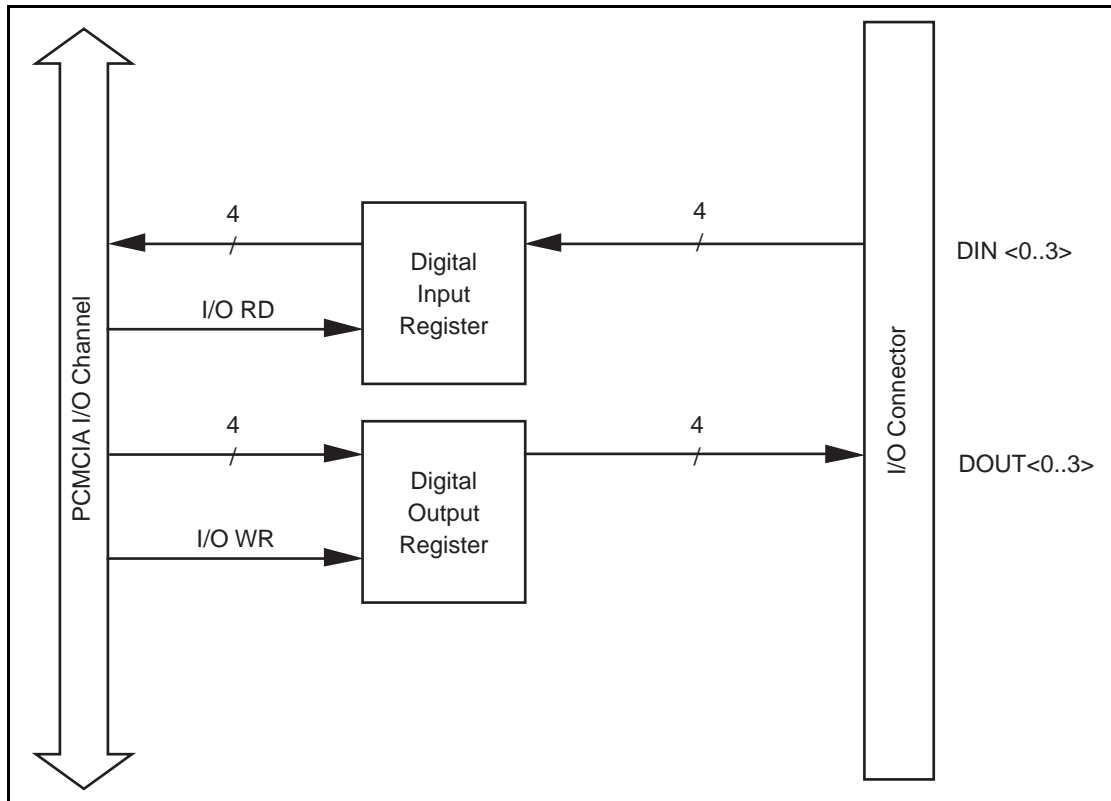 PCMCIA I/O Channel
4
4
Digital
Input
Register
DIN <0..3>
I/O RD
I/O Connector
4
4
Digital
Output
Register
DOUT<0..3>
I/O WR